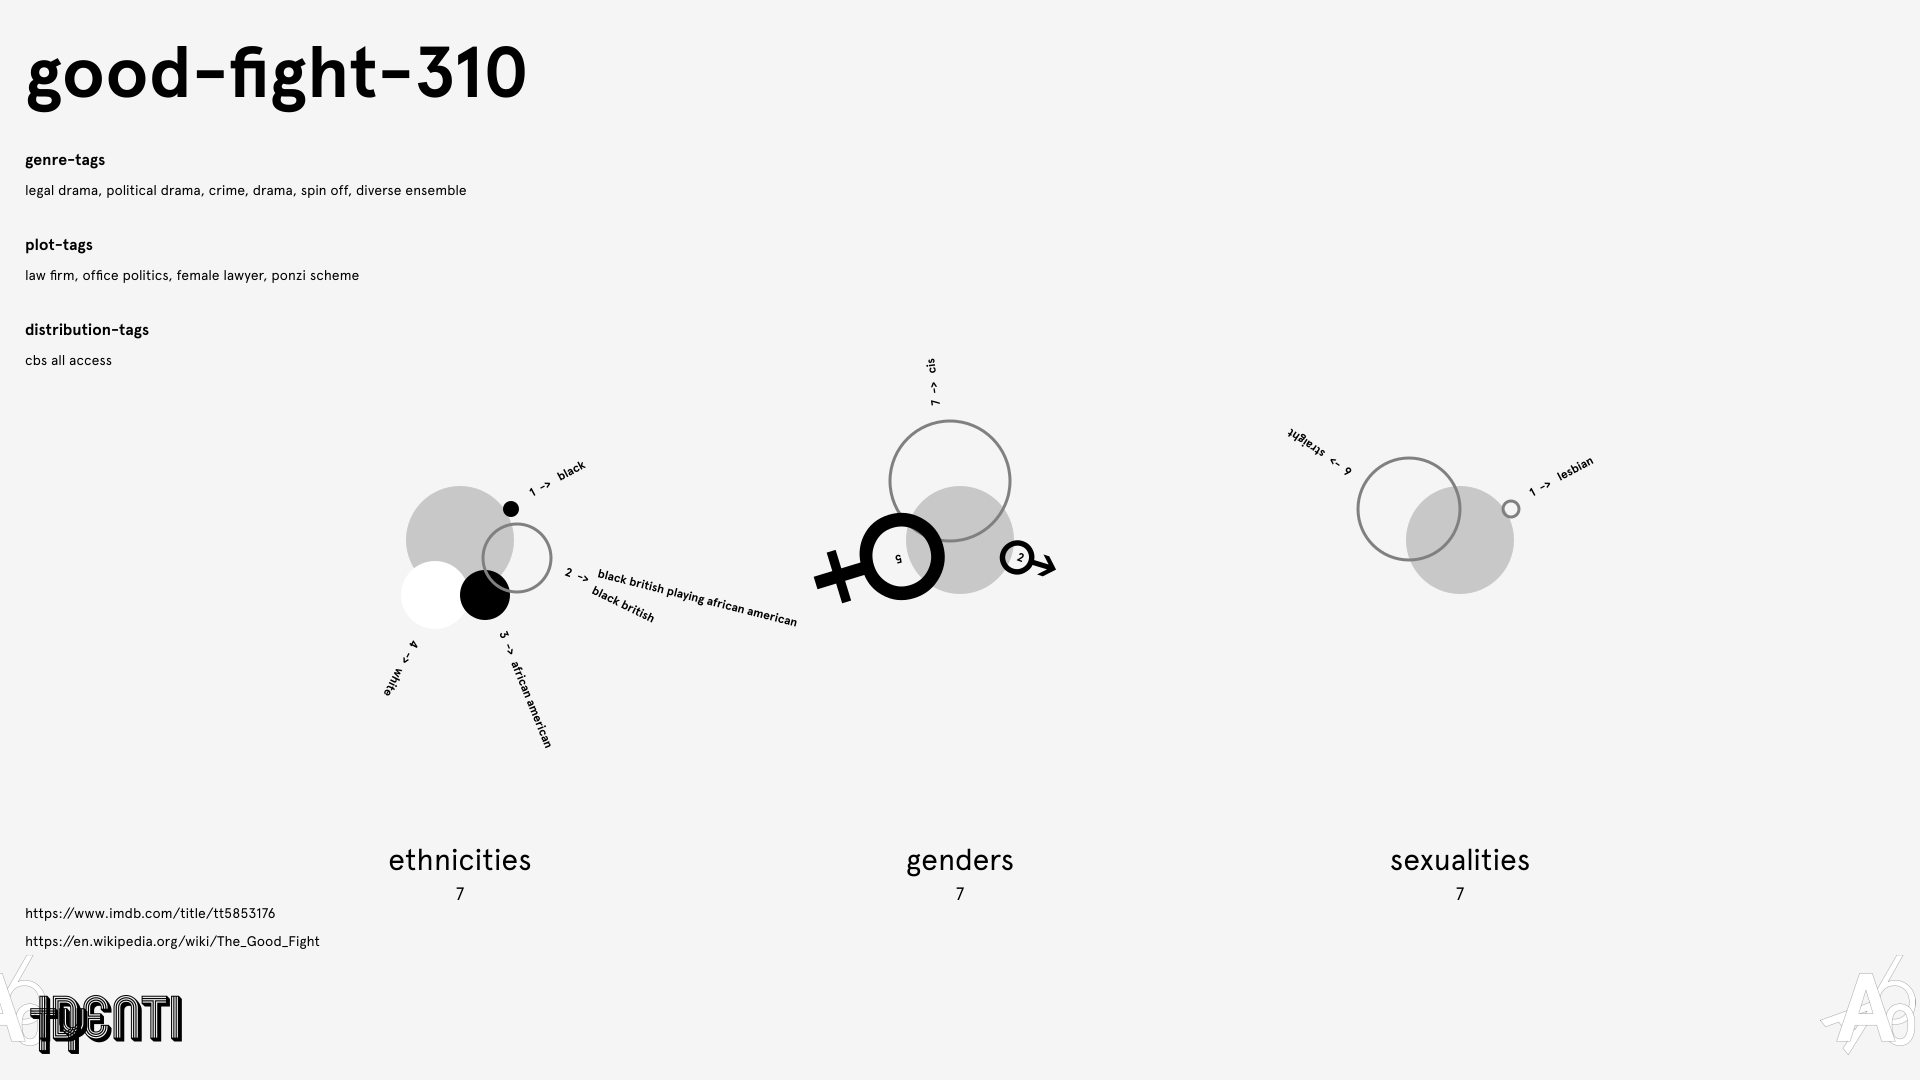 good-fight-310
genre-tags
legal drama, political drama, crime, drama, spin off, diverse ensemble
plot-tags
law firm, office politics, female lawyer, ponzi scheme
distribution-tags
cbs all access
1 -> black
2 -> black british playing african american
black british
3 -> african american
4 -> white
7 -> cis
5
2
6 -> straight
1 -> lesbian
ethnicities
7
genders
7
sexualities
7
https://www.imdb.com/title/tt5853176
https://en.wikipedia.org/wiki/The_Good_Fight
IDENTI